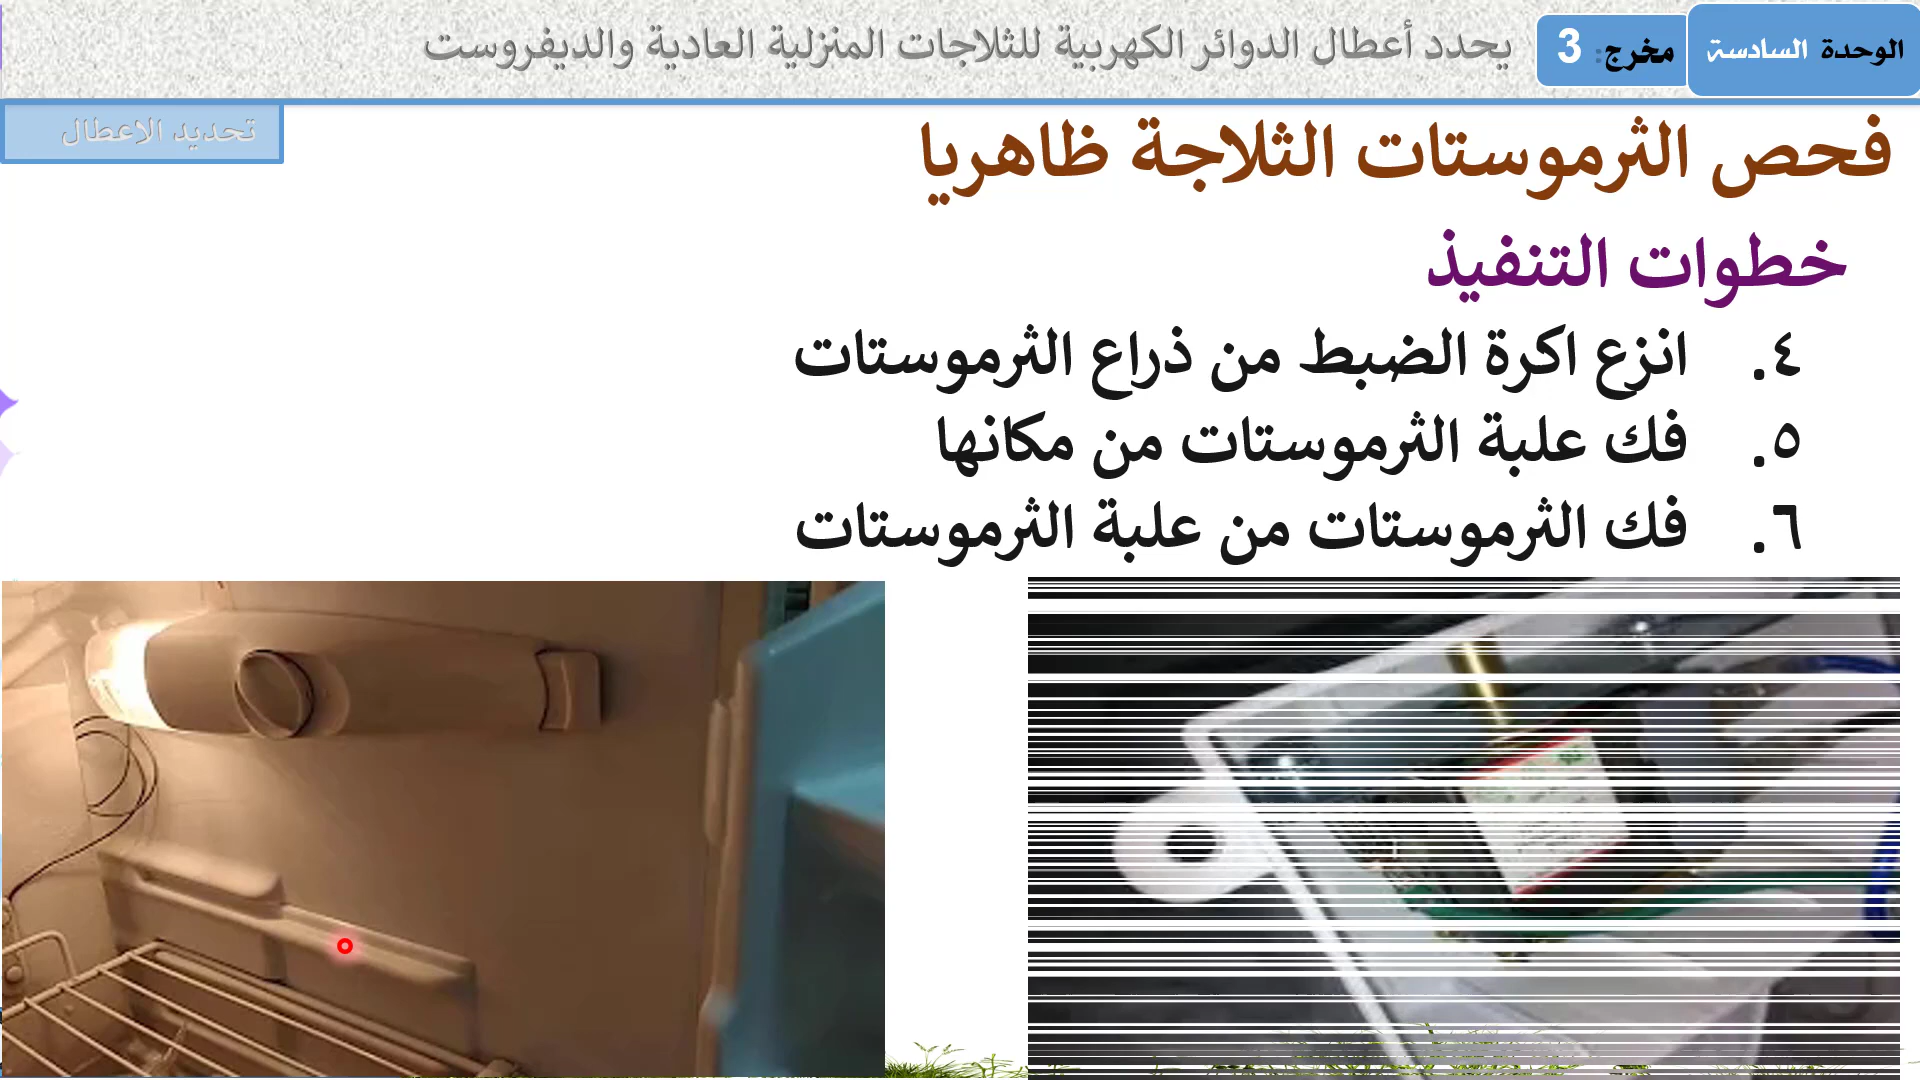 الوحدة السادسة
مخرج: 3
يحدد أعطال الدوائر الكهربية للثلاجات المنزلية العادية والديفروست
تحديد الاعطال
فحص الثرموستات الثلاجة ظاهريا
خطوات التنفيذ
٤. انزع اكرة الضبط من ذراع الثرموستات
٥. فك علبة الثرموستات من مكانها
٦. فك الثرموستات من علبة الثرموستات